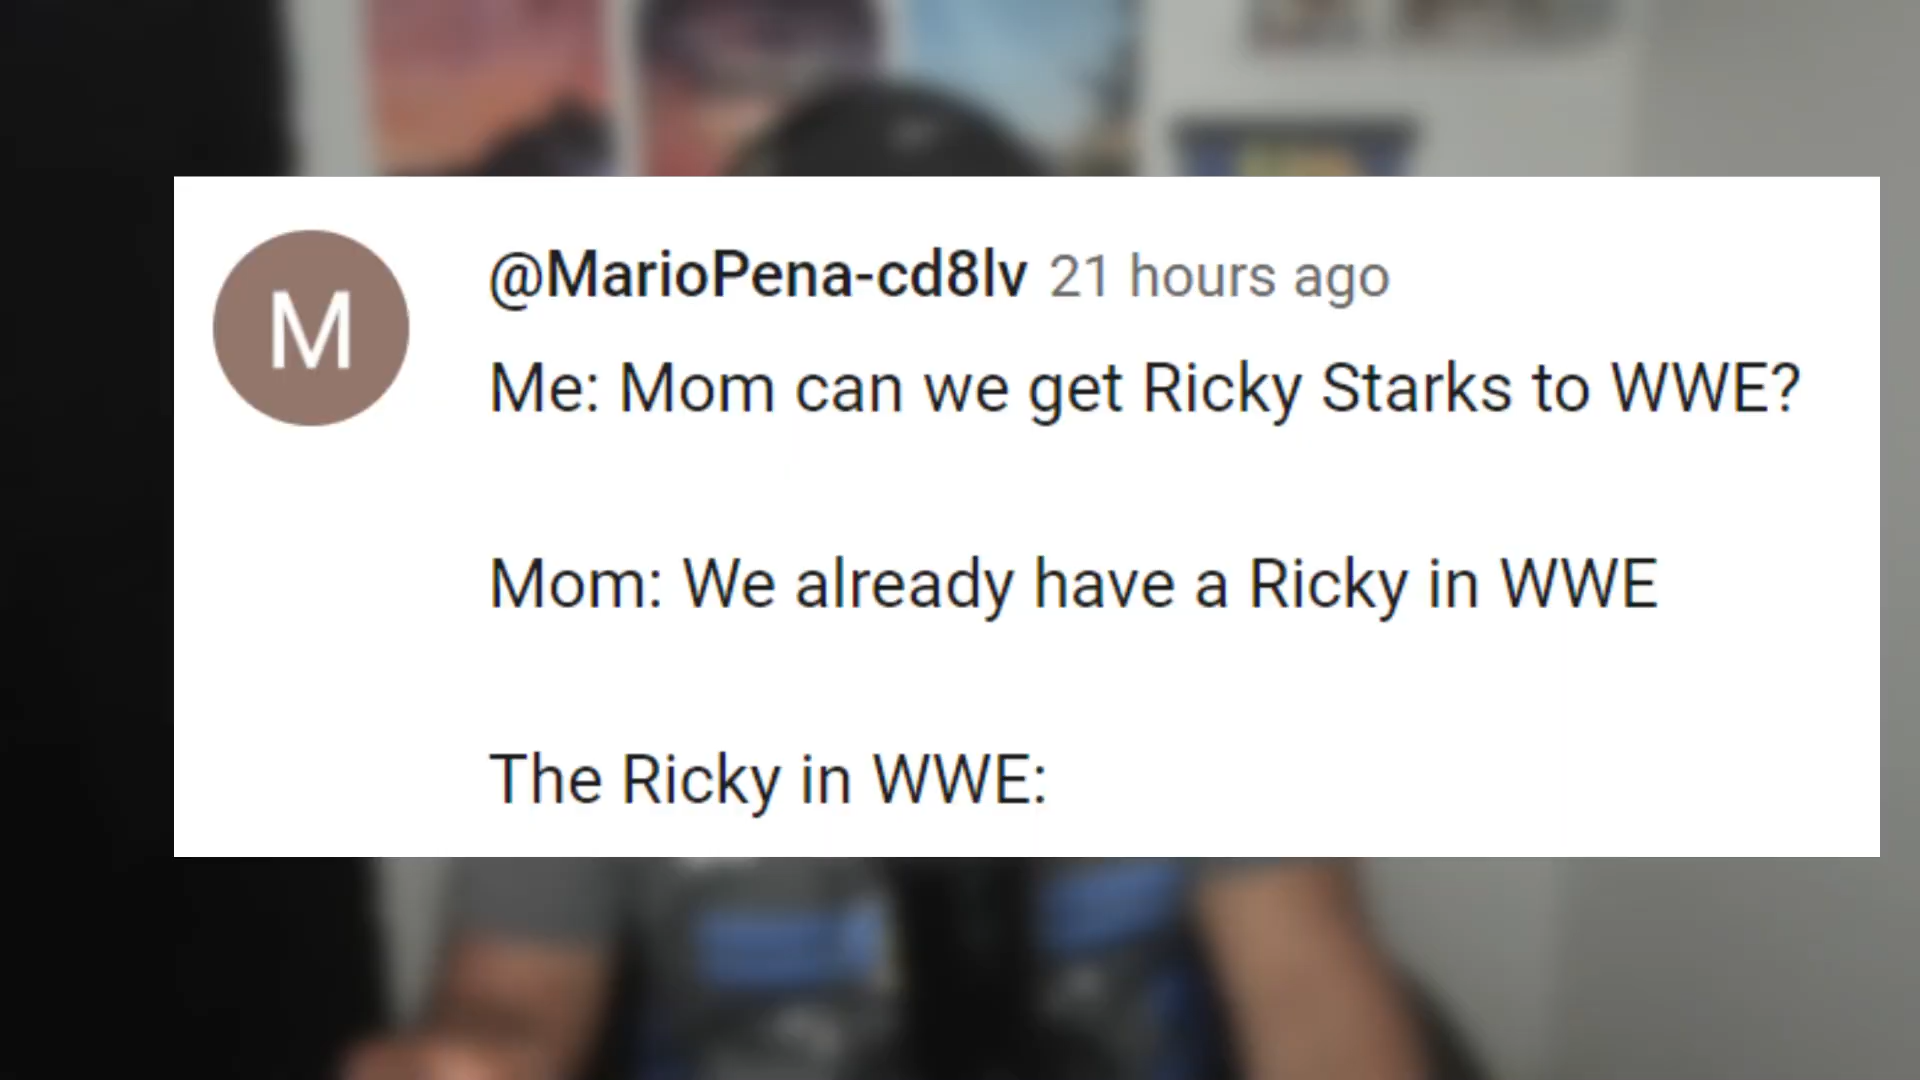 M
@MarioPena-cd8lv 21 hours ago
Me: Mom can we get Ricky Starks to WWE?
Mom: We already have a Ricky in WWE
The Ricky in WWE: